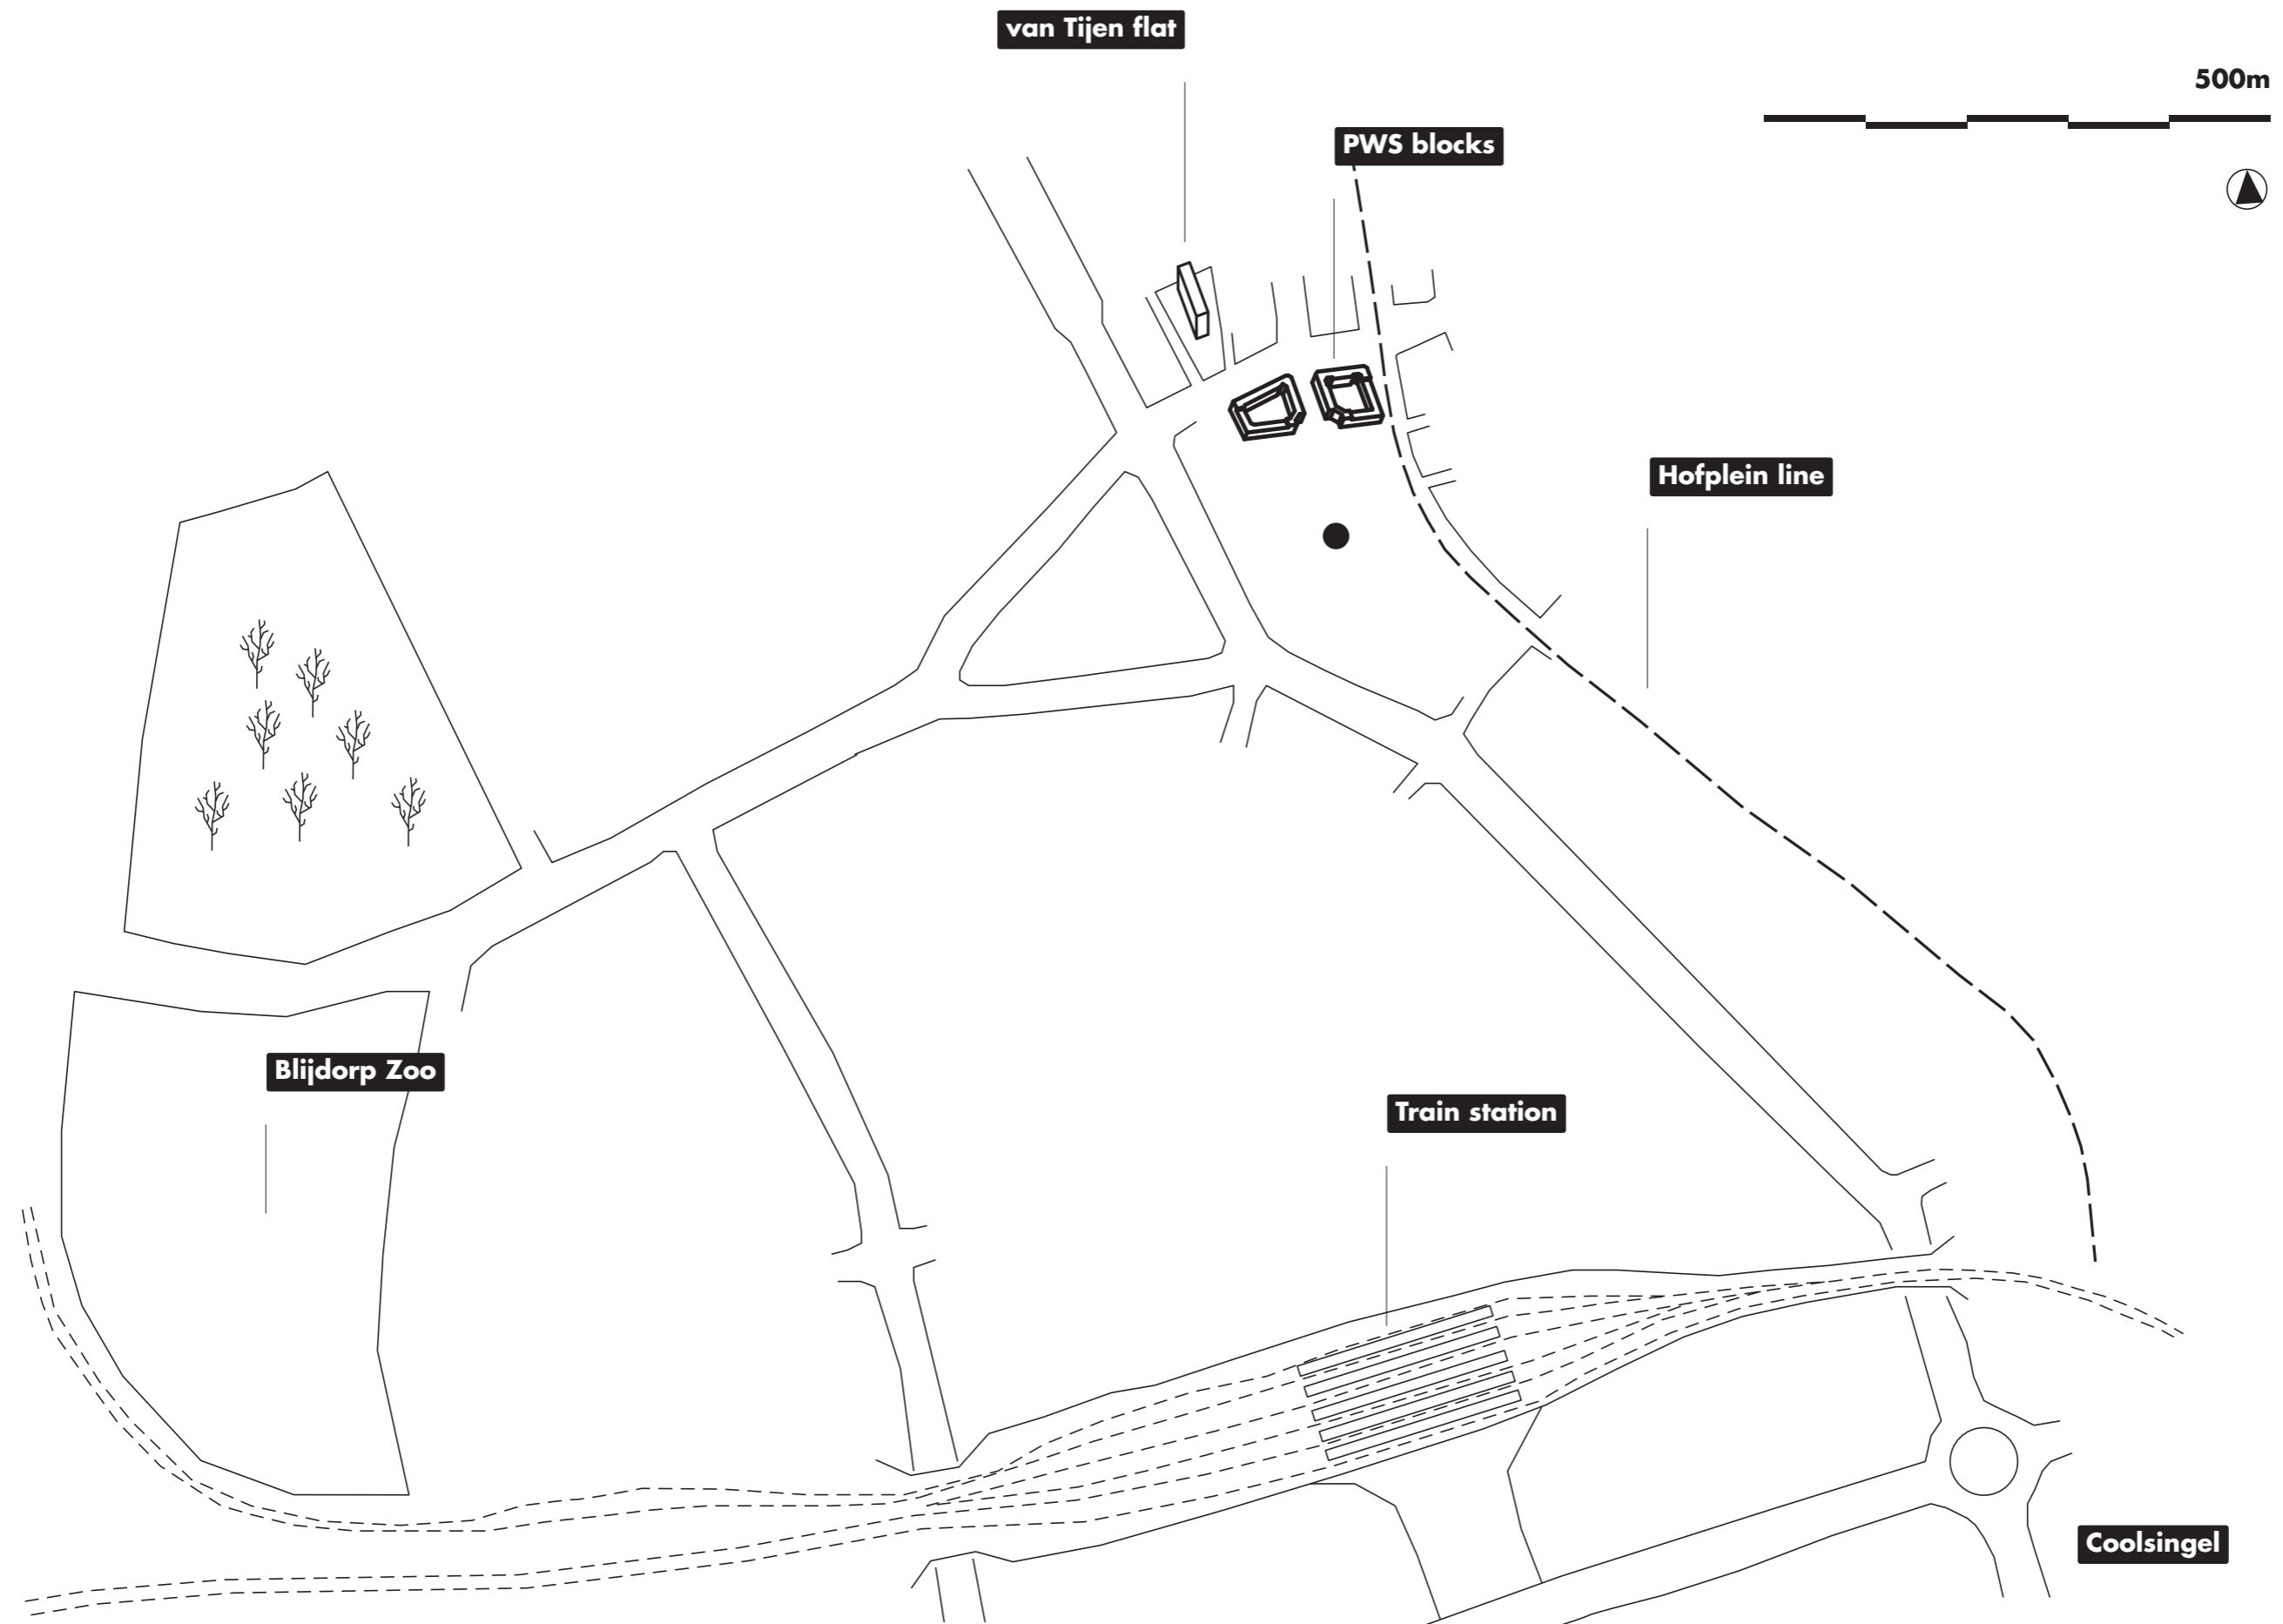 van Tijen flat
500m
PWS blocks
Hofplein line
Blijdorp Zoo
Train station
Coolsingel